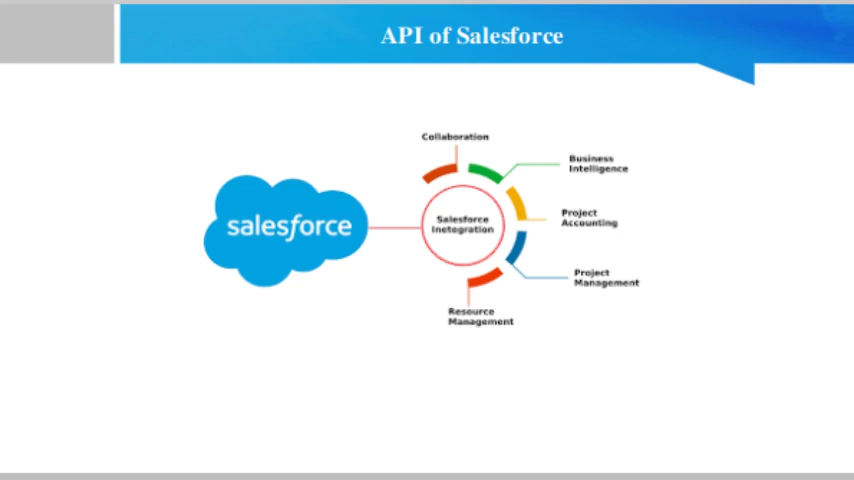 API of Salesforce
Collaboration
Business
Intelligence
salesforce
Salesforce
Inetegration
Project
Accounting
Project
Management
Resource
Management